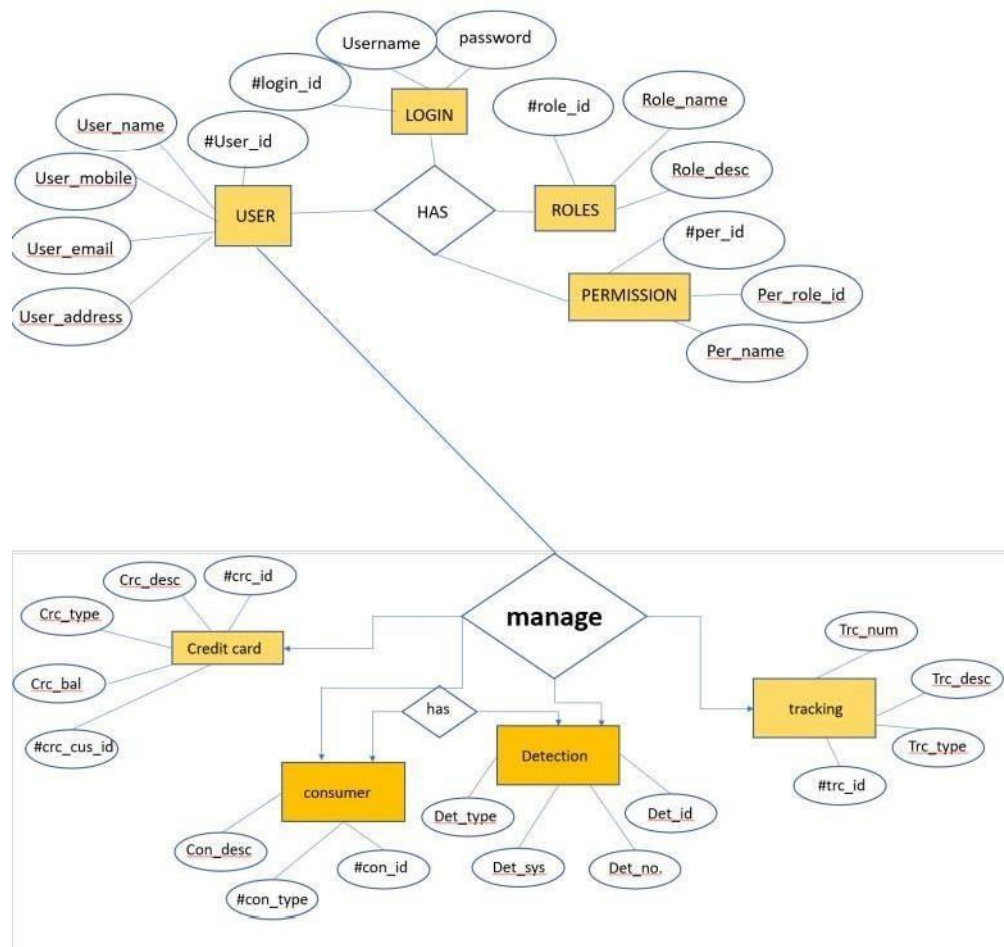 Username
password
#login_id
LOGIN
#role_id
Role_name
User_name
#User_id
User_mobile
Role_desc
USER
HAS
ROLES
#per_id
User_email
PERMISSION
Per_role_id
User_address
Per_name
Crc_desc
#crc_id
Crc_type
manage
Trc_num
Credit card
Crc_bal
Trc_desc
has
tracking
#crc_cus_id
Trc_type
Detection
#trc_id
consumer
Det_type
Det_id
Con_desc
#con_id
Det_sys
Det_no.
#con_type